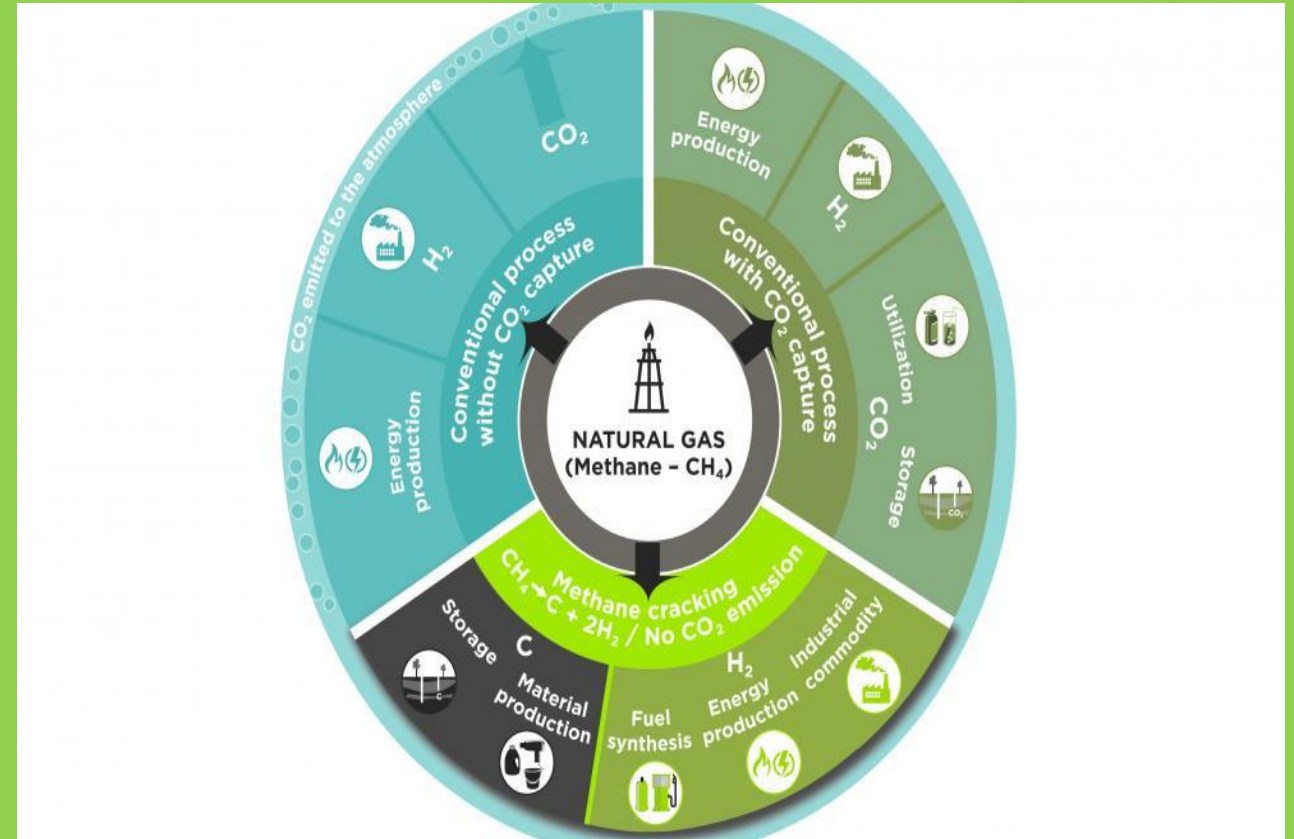 CO₂ emitted to the atmosphere
CO₂
H₂
Energy
production
Conventional process
without CO₂ capture
Energy
production
H₂
Conventional process
with CO₂ capture
Utilization
CO₂
Storage
CO₂
NATURAL GAS
(Methane – CH₄)
Methane cracking
CH₄→C + 2H₂ / No CO₂ emission
Storage
C
C
Material
production
H₂
Fuel
synthesis
Energy
production
Industrial
commodity